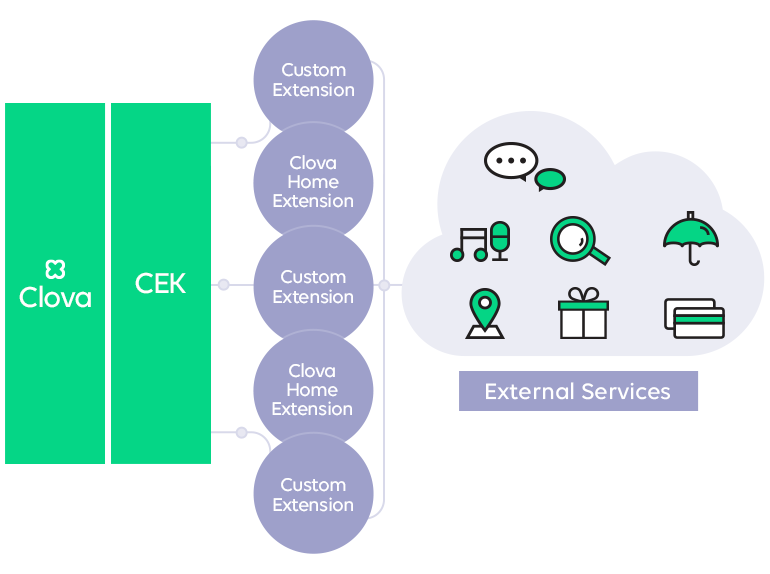 Clova
CEK
Custom
Extension
Clova
Home
Extension
Custom
Extension
Clova
Home
Extension
Custom
Extension
External Services